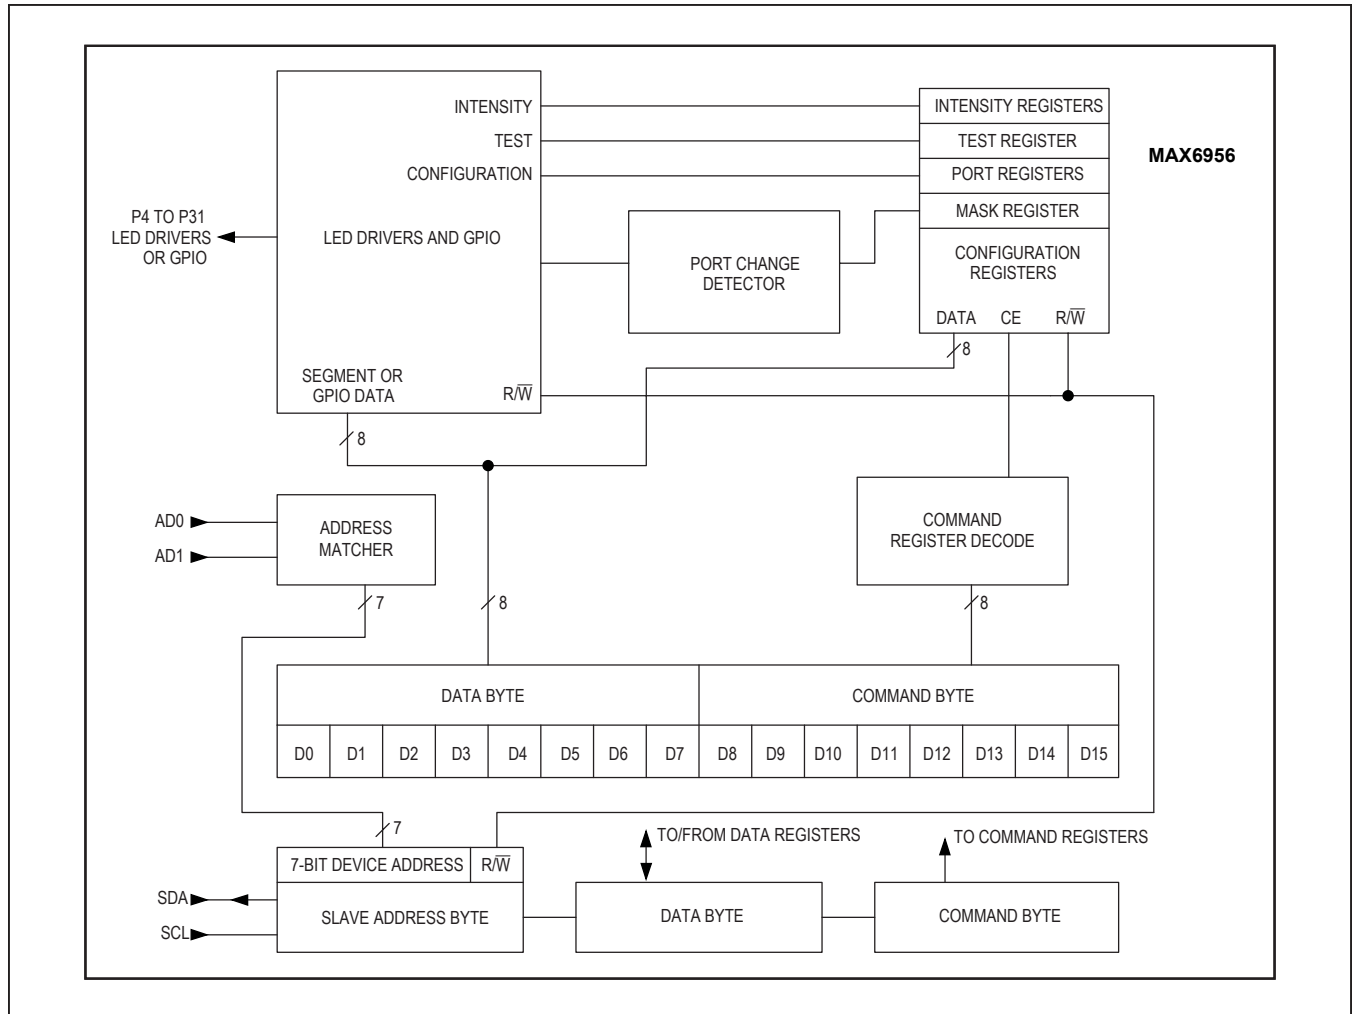 INTENSITY
TEST
CONFIGURATION
LED DRIVERS AND GPIO
SEGMENT OR
GPIO DATA
R/W̅
8
P4 TO P31
LED DRIVERS
OR GPIO
PORT CHANGE
DETECTOR
INTENSITY REGISTERS
TEST REGISTER
PORT REGISTERS
MASK REGISTER
CONFIGURATION
REGISTERS
DATA CE R/W̅
8
MAX6956
AD0
AD1
ADDRESS
MATCHER
7
8
COMMAND
REGISTER DECODE
8
DATA BYTE COMMAND BYTE
D0 D1 D2 D3 D4 D5 D6 D7 D8 D9 D10 D11 D12 D13 D14 D15
7
TO/FROM DATA REGISTERS
TO COMMAND REGISTERS
7-BIT DEVICE ADDRESS R/W̅
SDA
SCL
SLAVE ADDRESS BYTE
DATA BYTE
COMMAND BYTE